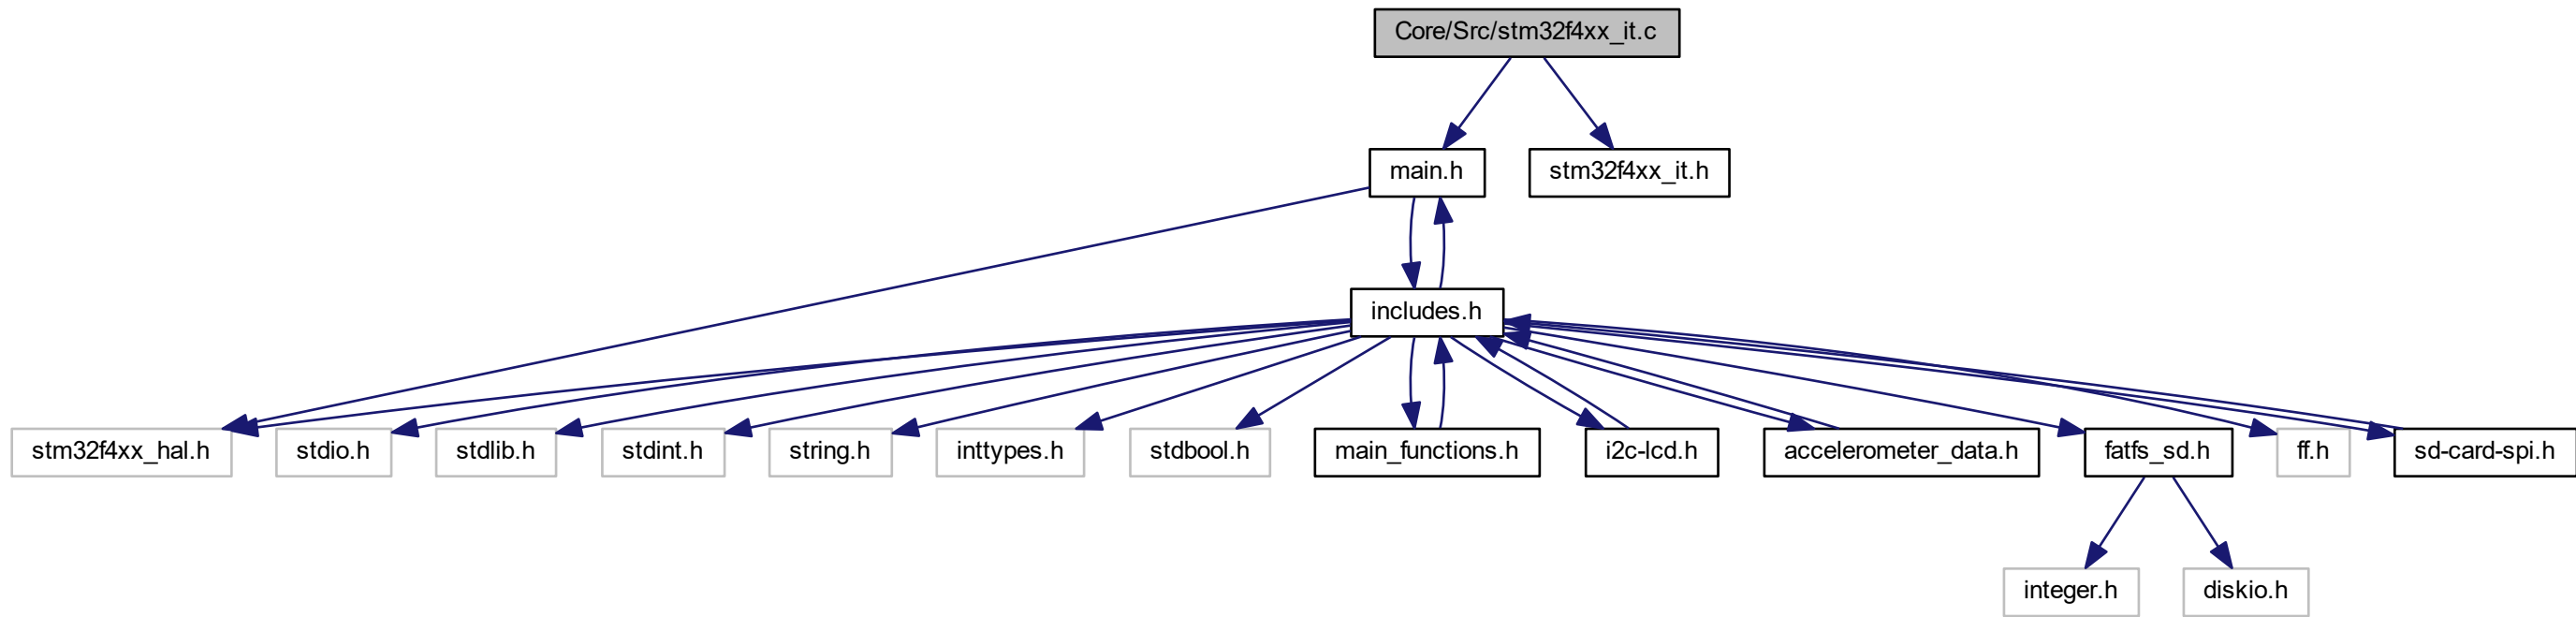 Core/Src/stm32f4xx_it.c
main.h
stm32f4xx_it.h
includes.h
stm32f4xx_hal.h
stdio.h
stdlib.h
stdint.h
string.h
inttypes.h
stdbool.h
main_functions.h
i2c-lcd.h
accelerometer_data.h
fatfs_sd.h
ff.h
sd-card-spi.h
integer.h
diskio.h